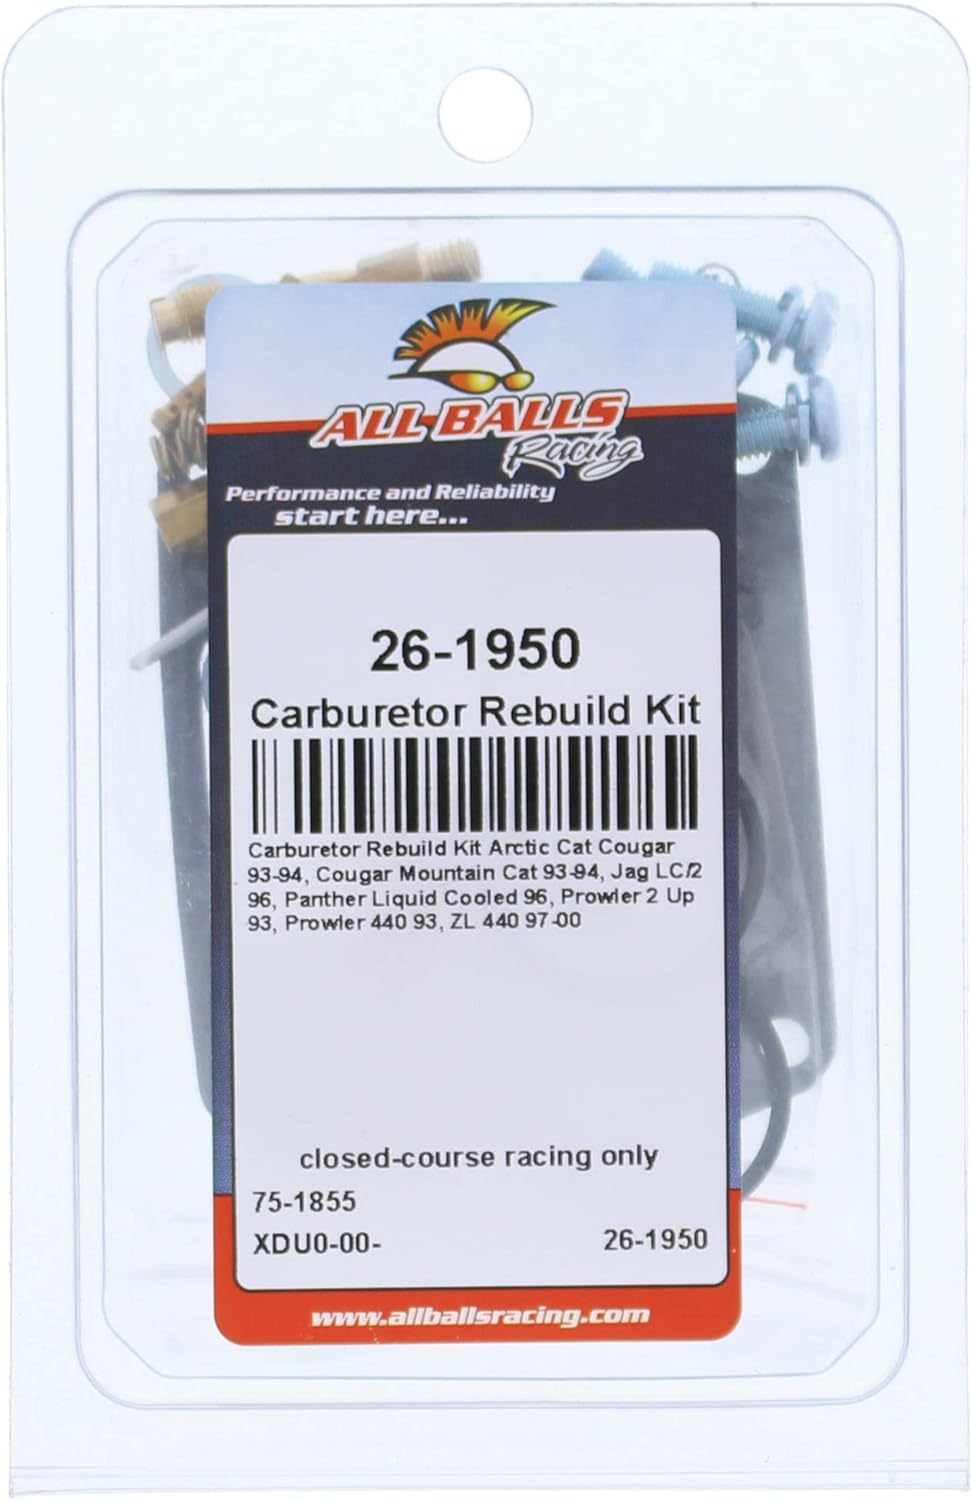 ALL BALLS
Racing
Performance and Reliability
start here...
26-1950
Carburetor Rebuild Kit
Carburetor Rebuild Kit Arctic Cat Cougar
93-94, Cougar Mountain Cat 93-94, Jag LC/2
96, Panther Liquid Cooled 96, Prowler 2 Up
93, Prowler 440 93, ZL 440 97-00
closed-course racing only
75-1855
XDU0-00- 26-1950
www.allballsracing.com